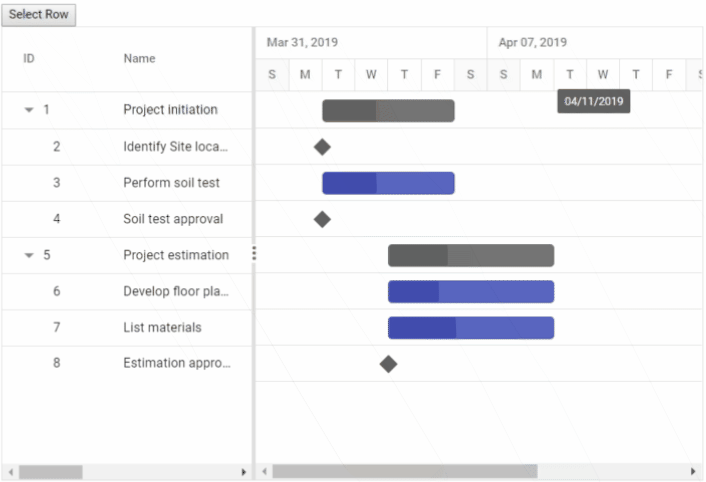 Select Row
ID Name Mar 31, 2019 Apr 07, 2019
S M T W T F S S M T W T F S
04/11/2019
1 Project initiation
2 Identify Site loca...
3 Perform soil test
4 Soil test approval
5 Project estimation
6 Develop floor pla...
7 List materials
8 Estimation appro...